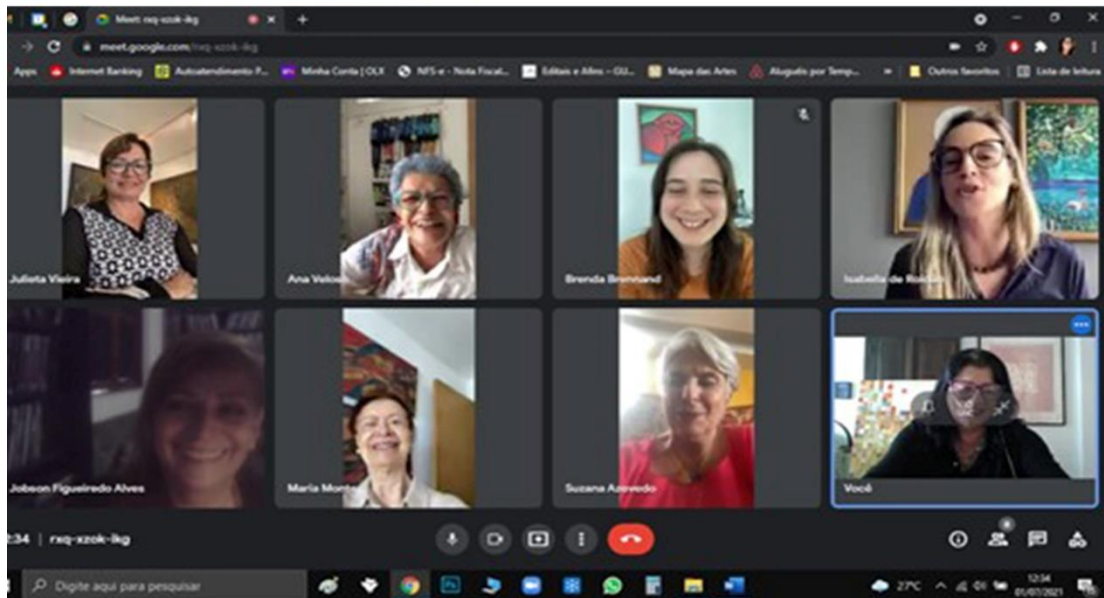 Meet: rxq-xzok-ikg
meet.google.com/rxq-xzok-ikg
Apps Internet Banking Autoatendimento P... Minha Conta | OLX NFS-e - Nota Fiscal... Editais e Afins – GU... Mapa das Artes Aluguéis por Temp... » Outros favoritos Lista de leitura
Julieta Vieira
Ana Veloso
Brenda Brennand
Isabella de
Jobson Figueiredo Alves
Maria
Suzana Azevedo
Você
2:34 | rxq-xzok-ikg
8
Digite aqui para pesquisar
27°C
12:34
01/07/2021